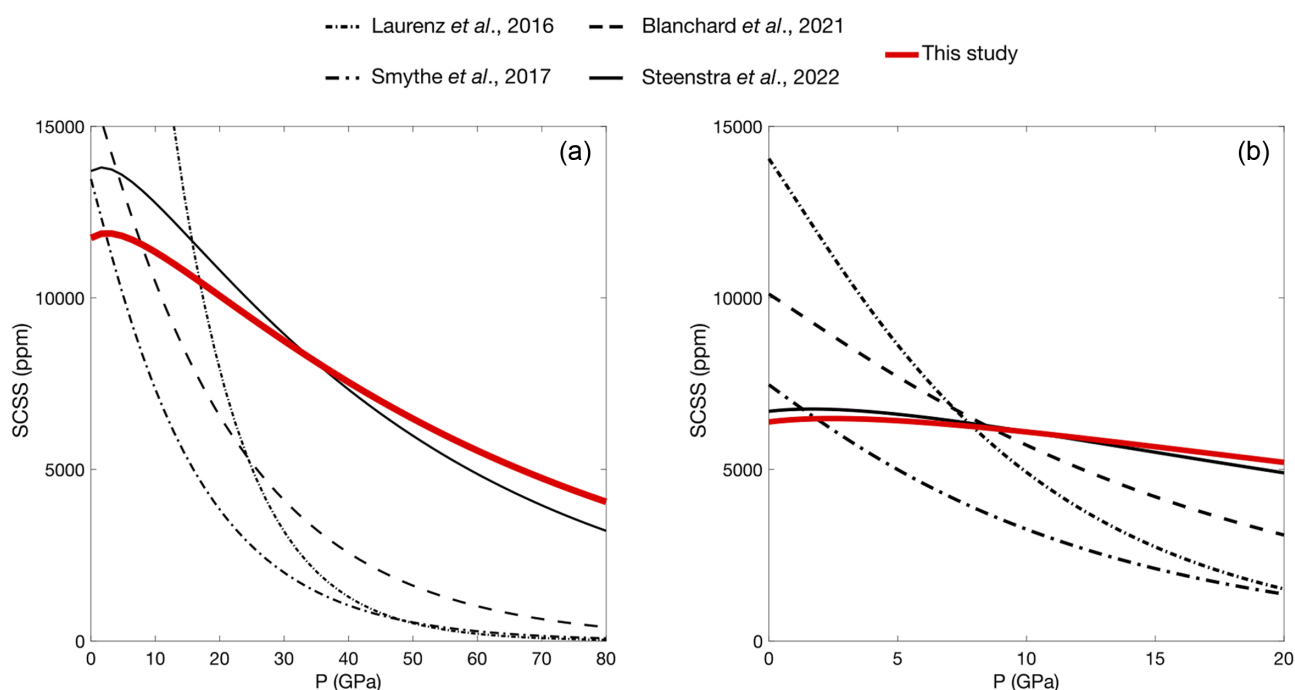 Laurenz et al., 2016
Blanchard et al., 2021
This study
Smythe et al., 2017
Steenstra et al., 2022
15000
(a)
10000
SCSS (ppm)
5000
0
0 10 20 30 40 50 60 70 80
P (GPa)
15000
(b)
10000
SCSS (ppm)
5000
0
0 5 10 15 20
P (GPa)